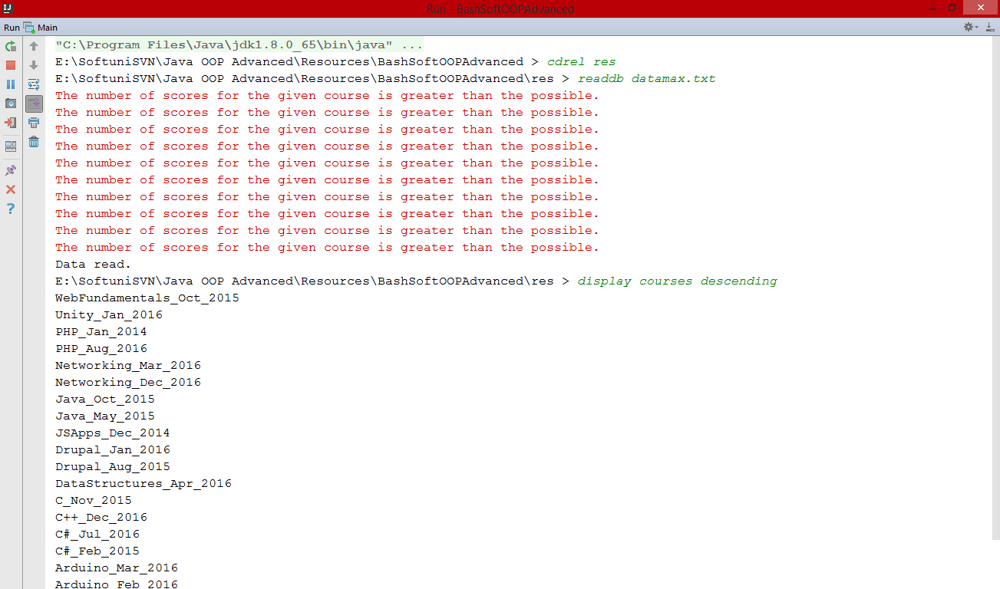 IJ
Run - BashSoftOOPAdvanced
Run Main
"C:\Program Files\Java\jdk1.8.0_65\bin\java" ...
E:\SoftuniSVN\Java OOP Advanced\Resources\BashSoftOOPAdvanced > cdrel res
E:\SoftuniSVN\Java OOP Advanced\Resources\BashSoftOOPAdvanced\res > readdb datamax.txt
The number of scores for the given course is greater than the possible.
The number of scores for the given course is greater than the possible.
The number of scores for the given course is greater than the possible.
The number of scores for the given course is greater than the possible.
The number of scores for the given course is greater than the possible.
The number of scores for the given course is greater than the possible.
The number of scores for the given course is greater than the possible.
The number of scores for the given course is greater than the possible.
The number of scores for the given course is greater than the possible.
The number of scores for the given course is greater than the possible.
Data read.
E:\SoftuniSVN\Java OOP Advanced\Resources\BashSoftOOPAdvanced\res > display courses descending
WebFundamentals_Oct_2015
Unity_Jan_2016
PHP_Jan_2014
PHP_Aug_2016
Networking_Mar_2016
Networking_Dec_2016
Java_Oct_2015
Java_May_2015
JSApps_Dec_2014
Drupal_Jan_2016
Drupal_Aug_2015
DataStructures_Apr_2016
C_Nov_2015
C++_Dec_2016
C#_Jul_2016
C#_Feb_2015
Arduino_Mar_2016
Arduino_Feb_2016